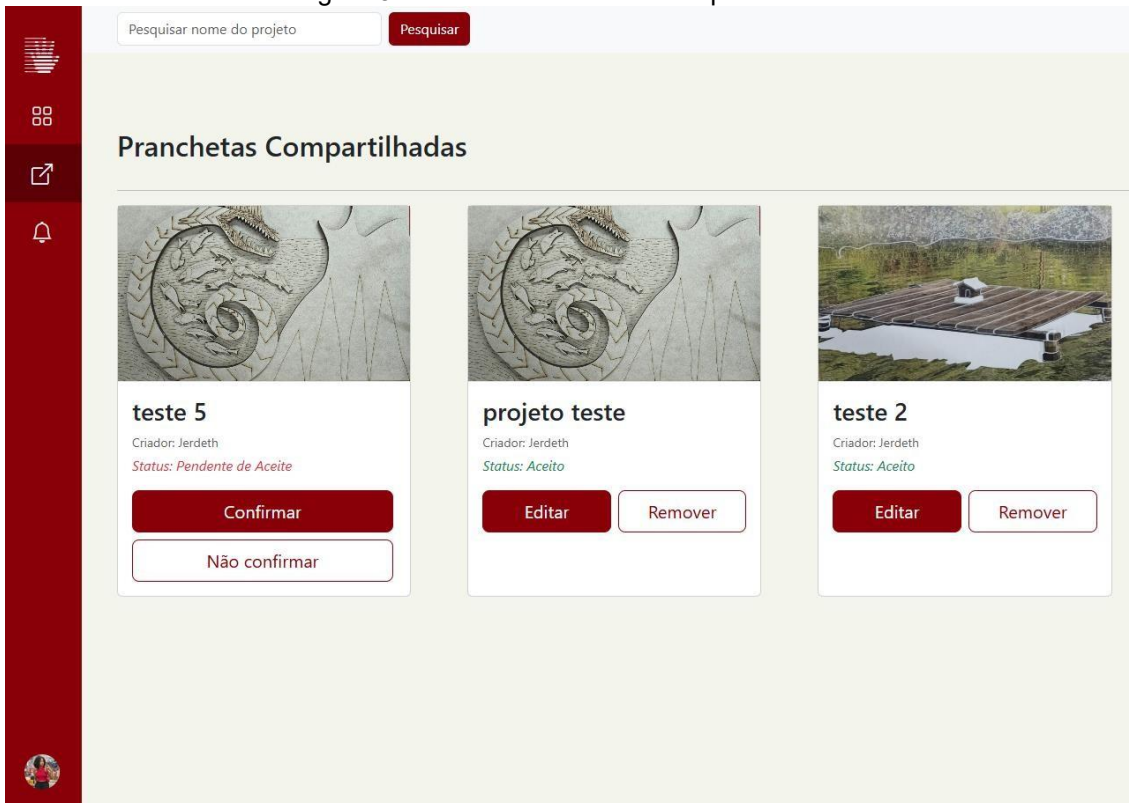 Pesquisar nome do projeto
Pesquisar
Pranchetas Compartilhadas
teste 5
Criador: Jerdeth
Status: Pendente de Aceite
Confirmar
Não confirmar
projeto teste
Criador: Jerdeth
Status: Aceito
Editar
Remover
teste 2
Criador: Jerdeth
Status: Aceito
Editar
Remover